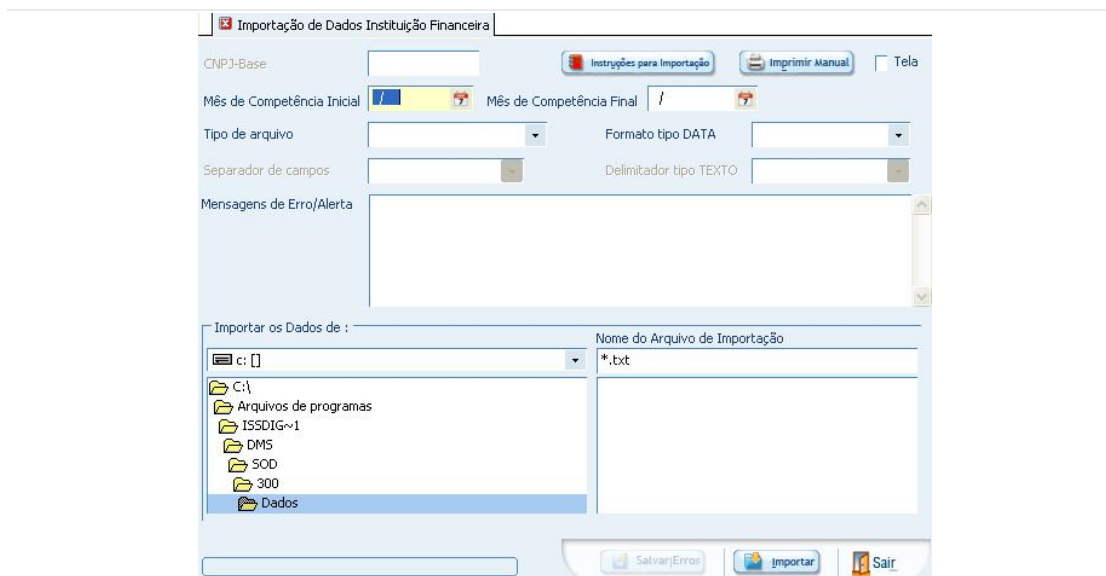 Importação de Dados Instituição Financeira
CNPJ-Base
Instruções para Importação
Imprimir Manual
Tela
Mês de Competência Inicial /
Mês de Competência Final /
Tipo de arquivo
Formato tipo DATA
Separador de campos
Delimitador tipo TEXTO
Mensagens de Erro/Alerta
Importar os Dados de :
Nome do Arquivo de Importação
c: []
*.txt
C:\
Arquivos de programas
ISSDIG~1
DMS
SOD
300
Dados
Salvar|Erros
Importar
Sair